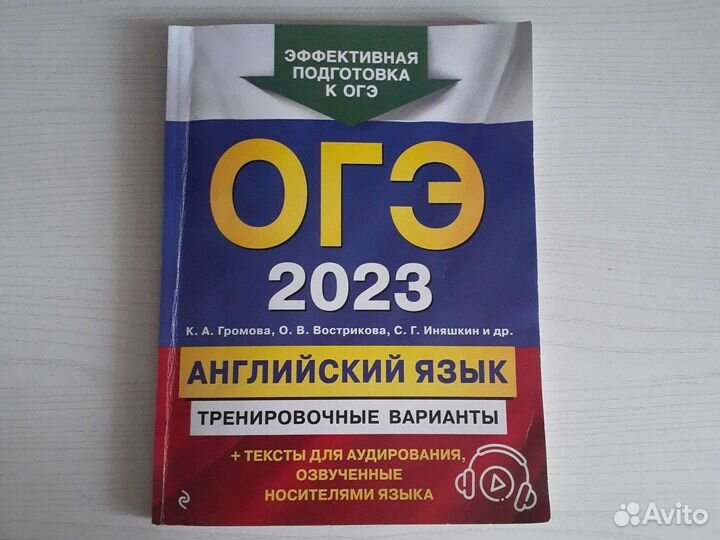 ЭФФЕКТИВНАЯ
ПОДГОТОВКА
К ОГЭ
ОГЭ
2023
К. А. Громова, О. В. Вострикова, С. Г. Иняшкин и др.
АНГЛИЙСКИЙ ЯЗЫК
ТРЕНИРОВОЧНЫЕ ВАРИАНТЫ
+ ТЕКСТЫ ДЛЯ АУДИРОВАНИЯ,
ОЗВУЧЕННЫЕ
НОСИТЕЛЯМИ ЯЗЫКА
Avito